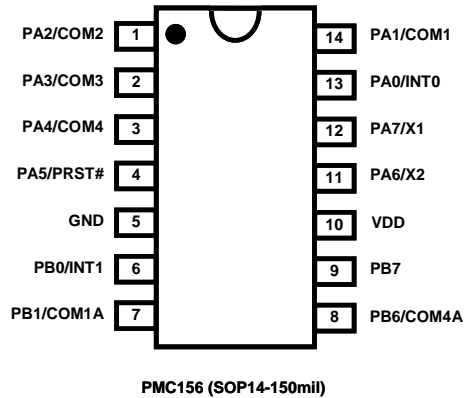 PA2/COM2 1 14 PA1/COM1
PA3/COM3 2 13 PA0/INT0
PA4/COM4 3 12 PA7/X1
PA5/PRST# 4 11 PA6/X2
GND 5 10 VDD
PB0/INT1 6 9 PB7
PB1/COM1A 7 8 PB6/COM4A
PMC156 (SOP14-150mil)